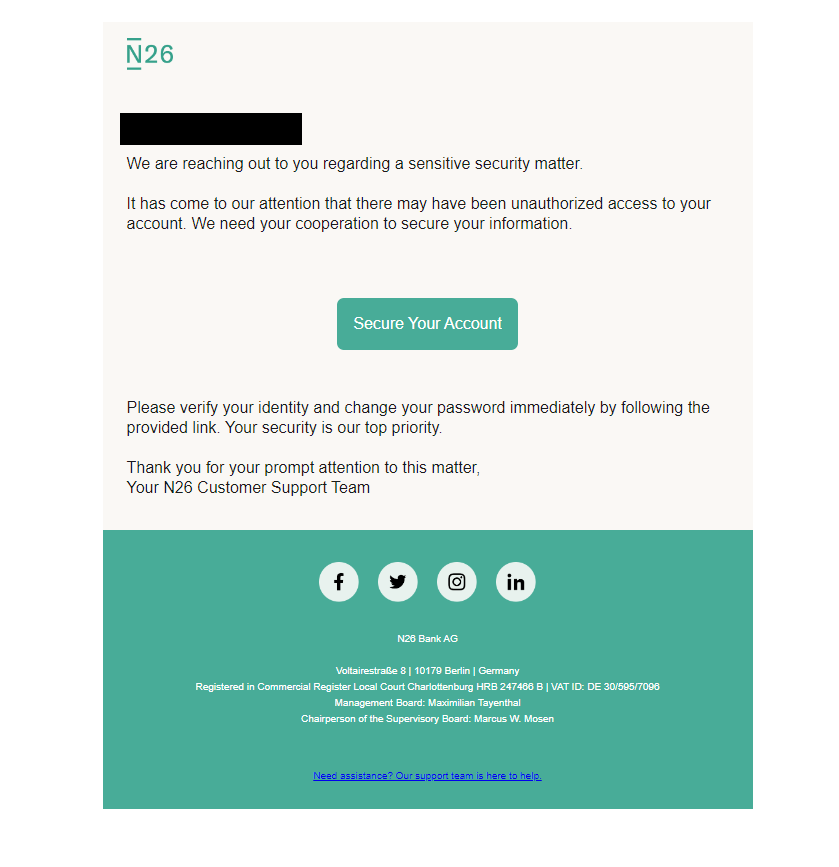 N26
We are reaching out to you regarding a sensitive security matter.
It has come to our attention that there may have been unauthorized access to your
account. We need your cooperation to secure your information.
Secure Your Account
Please verify your identity and change your password immediately by following the
provided link. Your security is our top priority.
Thank you for your prompt attention to this matter,
Your N26 Customer Support Team
N26 Bank AG
Voltairestraße 8 | 10179 Berlin | Germany
Registered in Commercial Register Local Court Charlottenburg HRB 247466 B | VAT ID: DE 30/595/7096
Management Board: Maximilian Tayenthal
Chairperson of the Supervisory Board: Marcus W. Mosen
Need assistance? Our support team is here to help.